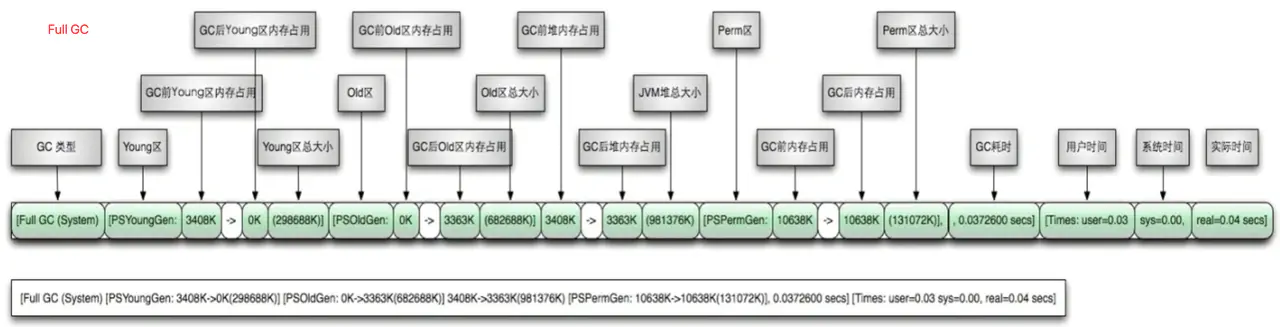 Full GC
GC后Young区内存占用
GC前Old区内存占用
GC前堆内存占用
Perm区
Perm区总大小
GC前Young区内存占用
Old区
Old区总大小
JVM堆总大小
GC后内存占用
GC 类型
Young区
Young区总大小
GC后Old区内存占用
GC后堆内存占用
GC前内存占用
GC耗时
用户时间
系统时间
实际时间
[Full GC (System) [PSYoungGen: 3408K -> 0K (298688K)] [PSOldGen: 0K -> 3363K (682688K)] 3408K -> 3363K (981376K) [PSPermGen: 10638K -> 10638K (131072K)], , 0.0372600 secs] [Times: user=0.03 sys=0.00, real=0.04 secs]
[Full GC (System) [PSYoungGen: 3408K->0K(298688K)] [PSOldGen: 0K->3363K(682688K)] 3408K->3363K(981376K) [PSPermGen: 10638K->10638K(131072K)], 0.0372600 secs] [Times: user=0.03 sys=0.00, real=0.04 secs]